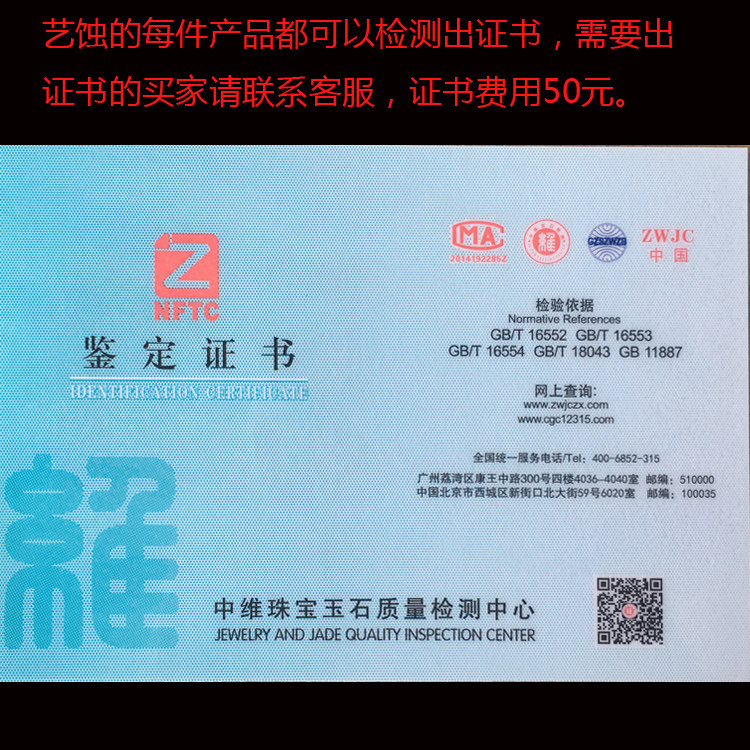 艺蚀的每件产品都可以检测出证书，需要出
证书的买家请联系客服，证书费用50元。
Z
NFTC
鉴定证书
IDENTIFICATION CERTIFICATE
CMA
2014192285Z
GZSZWZB
ZWJC
中国
检验依据
Normative References
GB/T 16552 GB/T 16553
GB/T 16554 GB/T 18043 GB 11887
网上查询:
www.zwjczx.com
www.cgc12315.com
全国统一服务电话/Tel: 400-6852-315
广州荔湾区康王中路300号四楼4036-4040室 邮编: 510000
中国北京市西城区新街口北大街59号6020室 邮编: 100035
中维珠宝玉石质量检测中心
JEWELRY AND JADE QUALITY INSPECTION CENTER